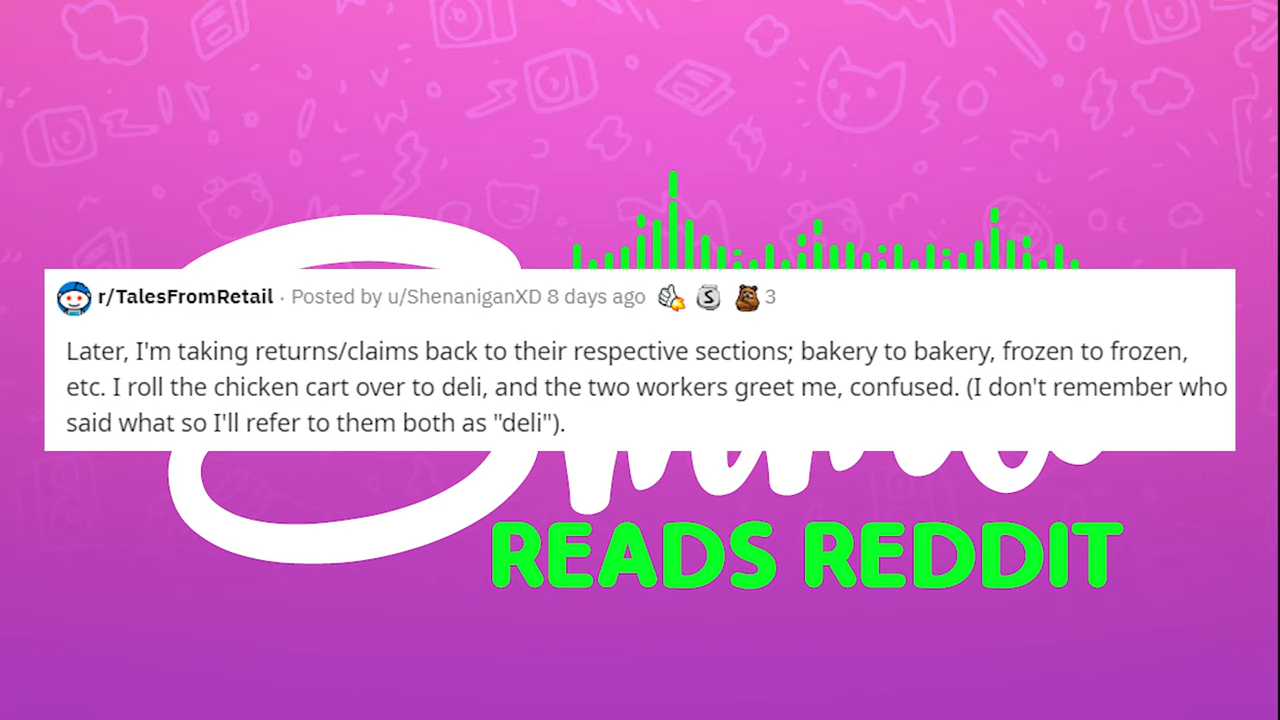 r/TalesFromRetail · Posted by u/ShenaniganXD 8 days ago 3
Later, I'm taking returns/claims back to their respective sections; bakery to bakery, frozen to frozen,
etc. I roll the chicken cart over to deli, and the two workers greet me, confused. (I don't remember who
said what so I'll refer to them both as "deli").
READS REDDIT